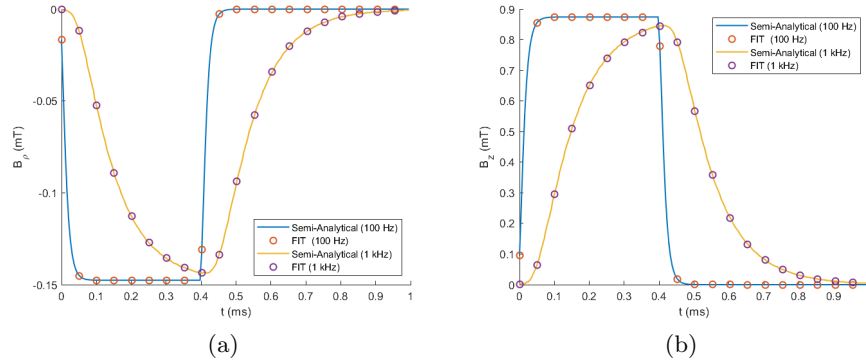 0
-0.05
-0.1
-0.15
B_ρ (mT)
0 0.1 0.2 0.3 0.4 0.5 0.6 0.7 0.8 0.9 1
t (ms)
Semi-Analytical (100 Hz)
FIT (100 Hz)
Semi-Analytical (1 kHz)
FIT (1 kHz)
(a)
0.9
0.8
0.7
0.6
0.5
0.4
0.3
0.2
0.1
0
B_z (mT)
0 0.1 0.2 0.3 0.4 0.5 0.6 0.7 0.8 0.9
t (ms)
Semi-Analytical (100 Hz)
FIT (100 Hz)
Semi-Analytical (1 kHz)
FIT (1 kHz)
(b)